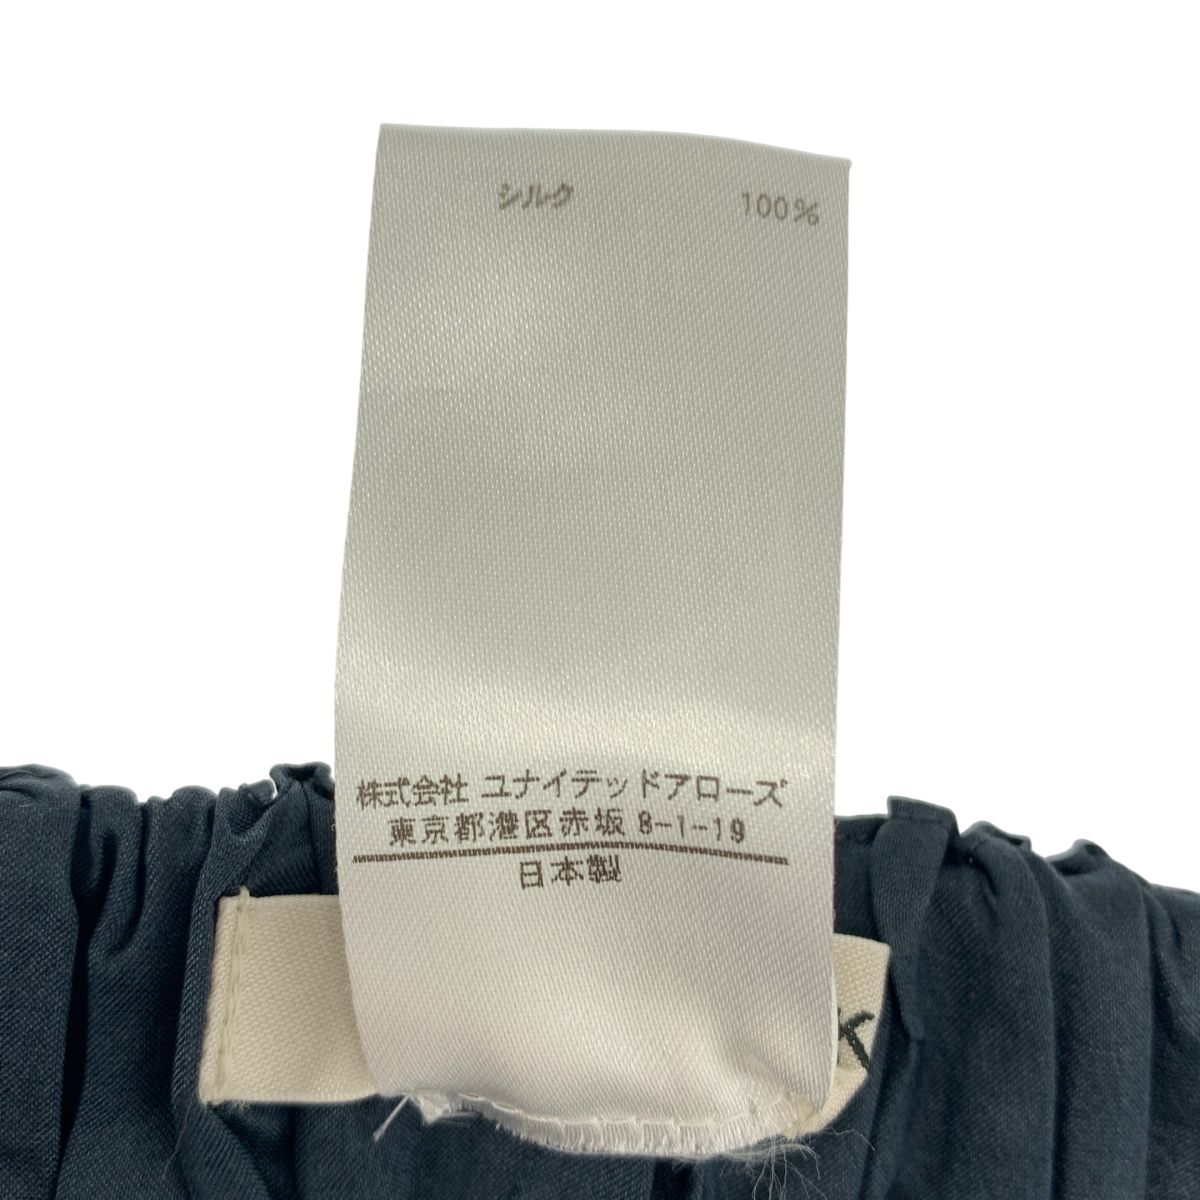 シルク 100%
株式会社 ユナイテッドアローズ
東京都港区赤坂 8-1-19
日本製
K